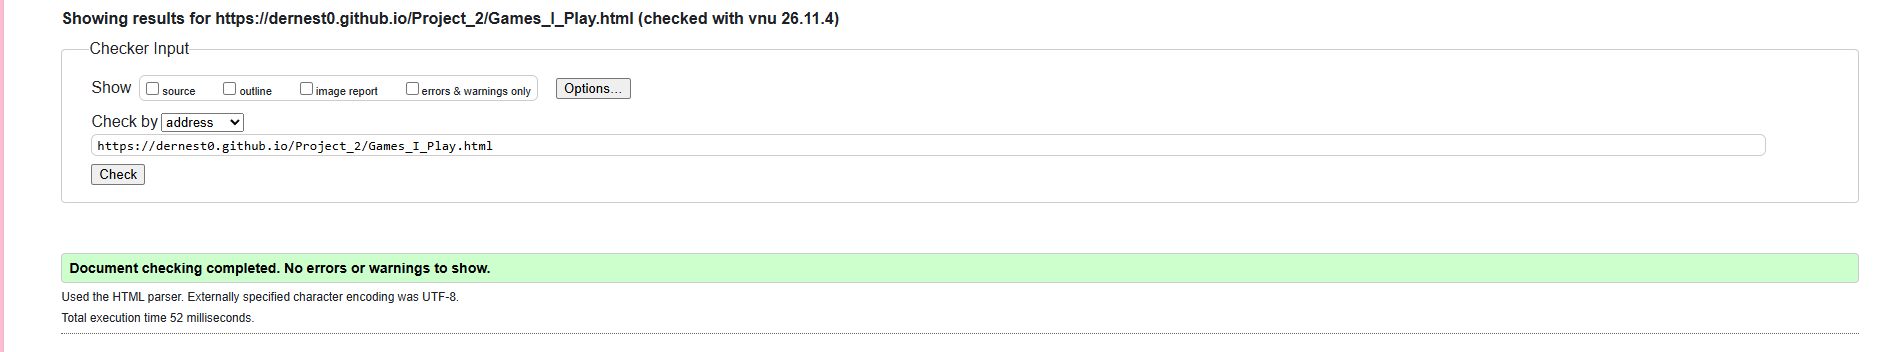 Showing results for https://dernest0.github.io/Project_2/Games_I_Play.html (checked with vnu 26.11.4)
Checker Input
Show source outline image report errors & warnings only Options...
Check by address
https://dernest0.github.io/Project_2/Games_I_Play.html
Check
Document checking completed. No errors or warnings to show.
Used the HTML parser. Externally specified character encoding was UTF-8.
Total execution time 52 milliseconds.